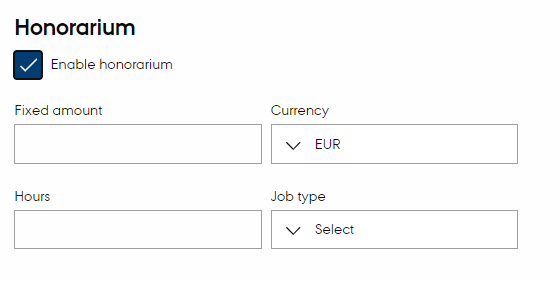 Honorarium
Enable honorarium
Fixed amount
Currency
EUR
Hours
Job type
Select